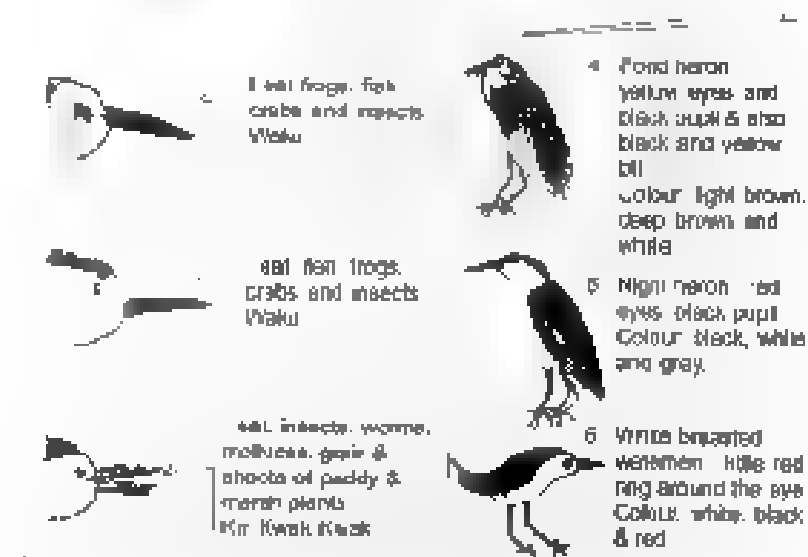 I eat frogs, fish
crabs and insects
Waku
eat fish frogs,
crabs and insects
Waku
eat insects, worms,
molluscs, grain &
shoots of paddy &
marsh plants
Kwak Kwak
4 Pond heron
yellow eyes and
black pupil & also
black and yellow
bill
Colour light brown,
deep brown and
white
5 Night heron red
eyes black pupil
Colour black, white
and grey.
6 White breasted
waterhen little red
ring around the eye
Colour white, black
& red